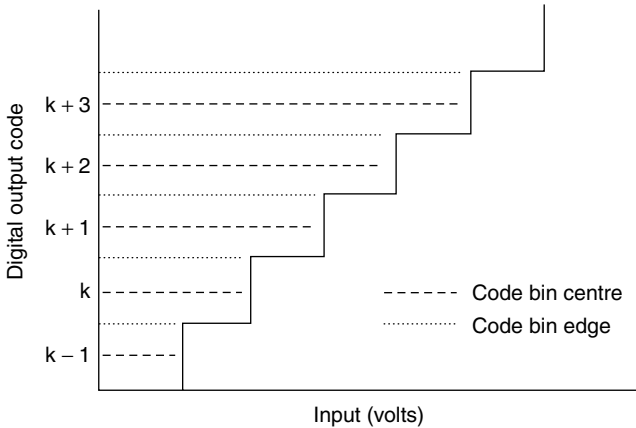 Digital output code
k + 3
k + 2
k + 1
k
k – 1
Code bin centre
Code bin edge
Input (volts)